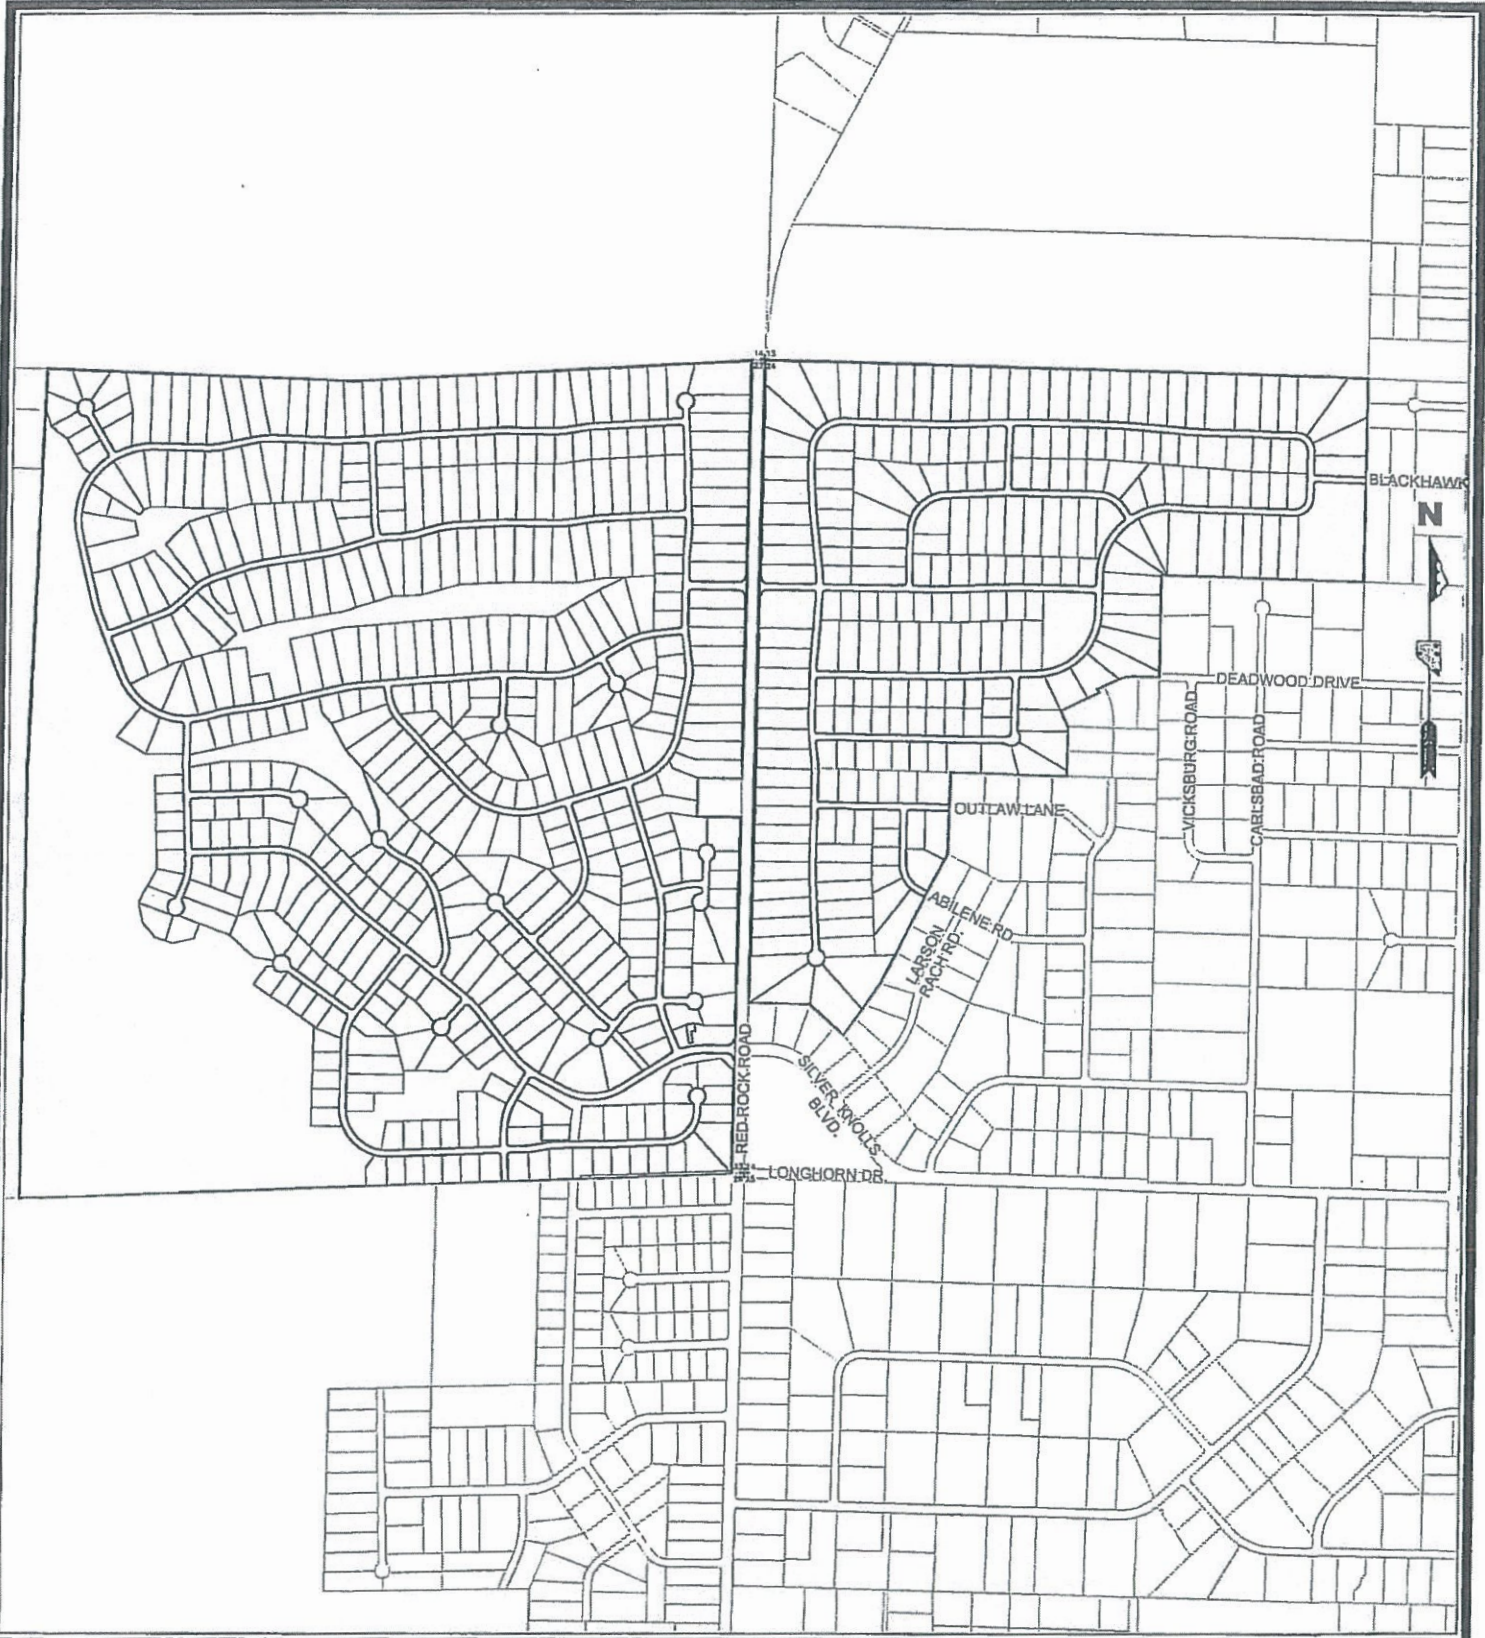 BLACKHAWK
N
DEADWOOD DRIVE
VICKSBURG ROAD
CARLSBAD ROAD
OUTLAW LANE
ABILENE RD.
LARSON
RACH RD.
RED ROCK ROAD
SILVER KNOLLS
BLVD.
LONGHORN DR.